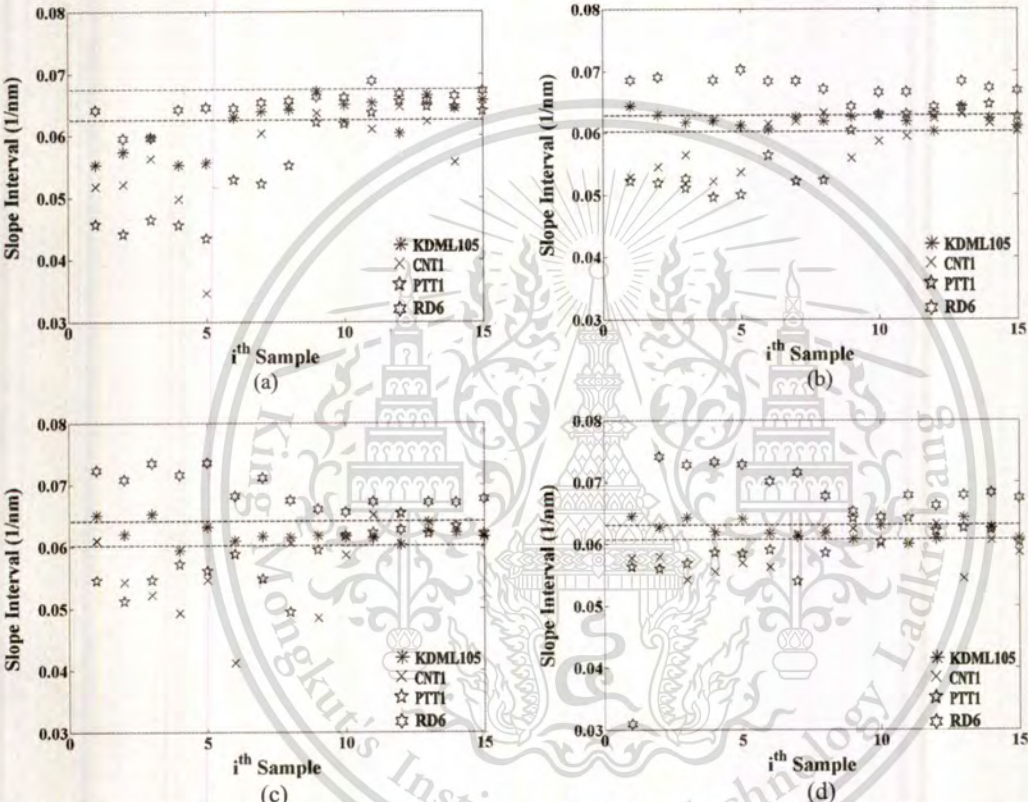 0.08
0.07
0.06
0.05
0.04
0.03
Slope Interval (1/nm)
0 5 10 15
i^th Sample
(a)
KDML105
CNT1
PTT1
RD6
0.08
0.07
0.06
0.05
0.04
0.03
Slope Interval (1/nm)
0 5 10 15
i^th Sample
(b)
KDML105
CNT1
PTT1
RD6
0.08
0.07
0.06
0.05
0.04
0.03
Slope Interval (1/nm)
0 5 10 15
i^th Sample
(c)
KDML105
CNT1
PTT1
RD6
0.08
0.07
0.06
0.05
0.04
0.03
Slope Interval (1/nm)
0 5 10 15
i^th Sample
(d)
KDML105
CNT1
PTT1
RD6
King Mongkut's Institute of Technology Ladkrabang